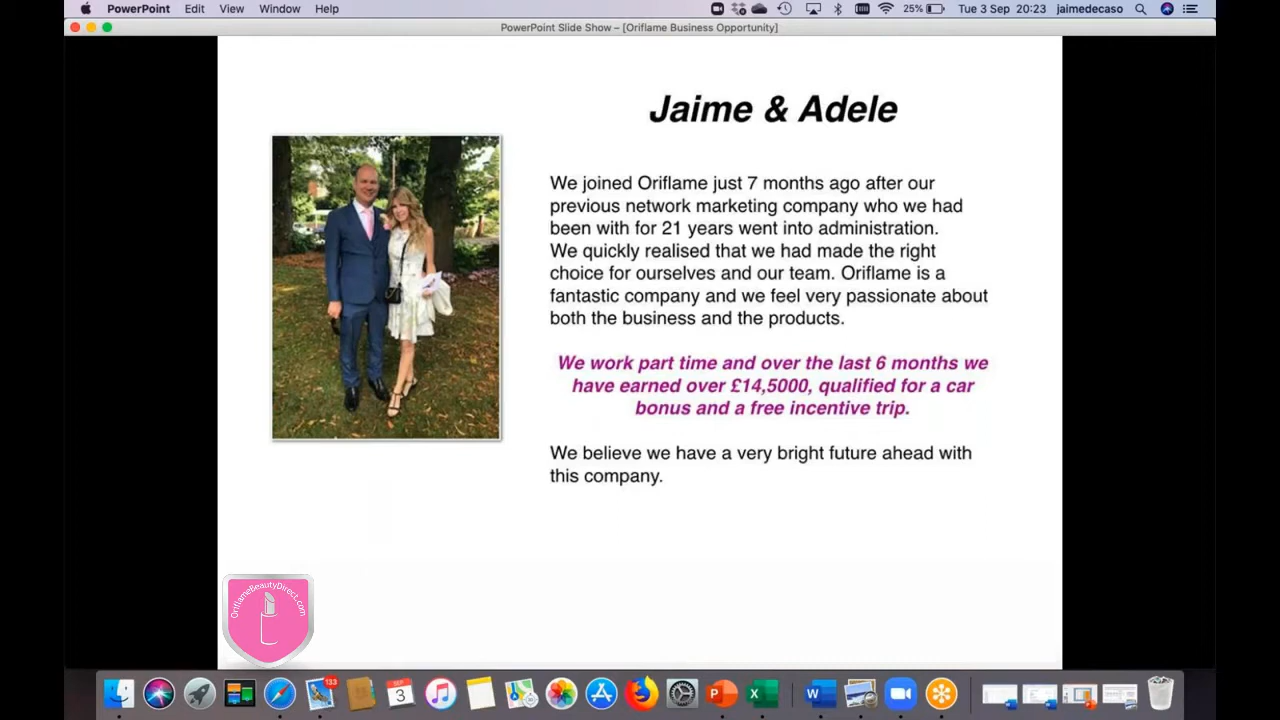 PowerPoint Edit View Window Help 25% Tue 3 Sep 20:23 jaimedecaso
PowerPoint Slide Show – [Oriflame Business Opportunity]
Jaime & Adele
We joined Oriflame just 7 months ago after our
previous network marketing company who we had
been with for 21 years went into administration.
We quickly realised that we had made the right
choice for ourselves and our team. Oriflame is a
fantastic company and we feel very passionate about
both the business and the products.
We work part time and over the last 6 months we
have earned over £14,5000, qualified for a car
bonus and a free incentive trip.
We believe we have a very bright future ahead with
this company.
OriflameBeautyDirect.com
133
SEP
3
P
X
W